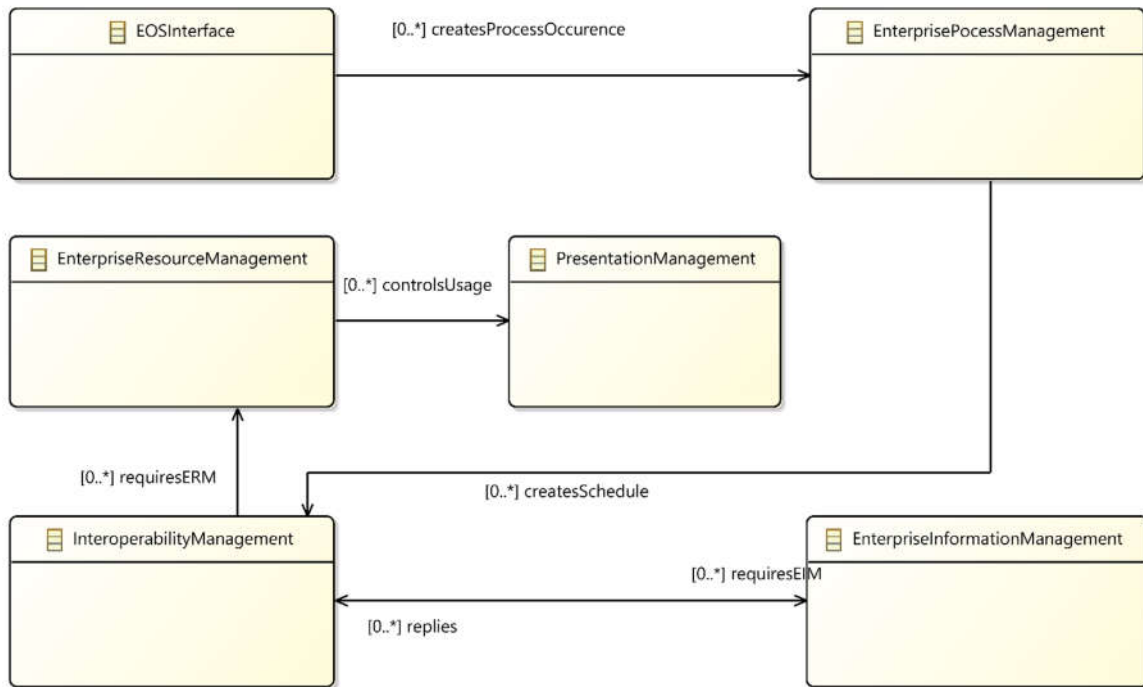 EOSInterface
[0..*] createsProcessOccurence
EnterprisePocessManagement
EnterpriseResourceManagement
[0..*] controlsUsage
PresentationManagement
[0..*] requiresERM
[0..*] createsSchedule
InteroperabilityManagement
EnterpriseInformationManagement
[0..*] requiresEIM
[0..*] replies